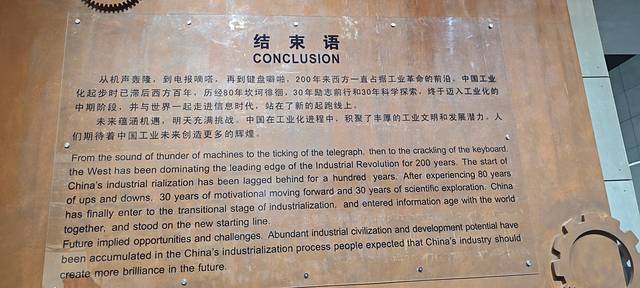 结束语
CONCLUSION
从机声轰隆，到电报嘀嗒，再到键盘噼啪，200年来西方一直占据工业革命的前沿。中国工业
化起步时已滞后西方百年，历经80年坎坷徘徊，30年励志前行和30年科学探索，终于迈入工业化的
中期阶段，并与世界一起走进信息时代，站在了新的起跑线上。
未来蕴涵机遇，明天充满挑战。中国在工业化进程中，积聚了丰厚的工业文明和发展潜力，人
们期待着中国工业未来创造更多的辉煌。
From the sound of thunder of machines to the ticking of the telegraph, then to the crackling of the keyboard,
the West has been dominating the leading edge of the Industrial Revolution for 200 years. The start of
China's industrial rialization has been lagged behind for a hundred years. After experiencing 80 years
of ups and downs, 30 years of motivational moving forward and 30 years of scientific exploration, China
has finally enter to the transitional stage of industrialization, and entered information age with the world
together, and stood on the new starting line.
Future implied opportunities and challenges. Abundant industrial civilization and development potential have
been accumulated in the China's industrialization process people expected that China's industry should
create more brilliance in the future.